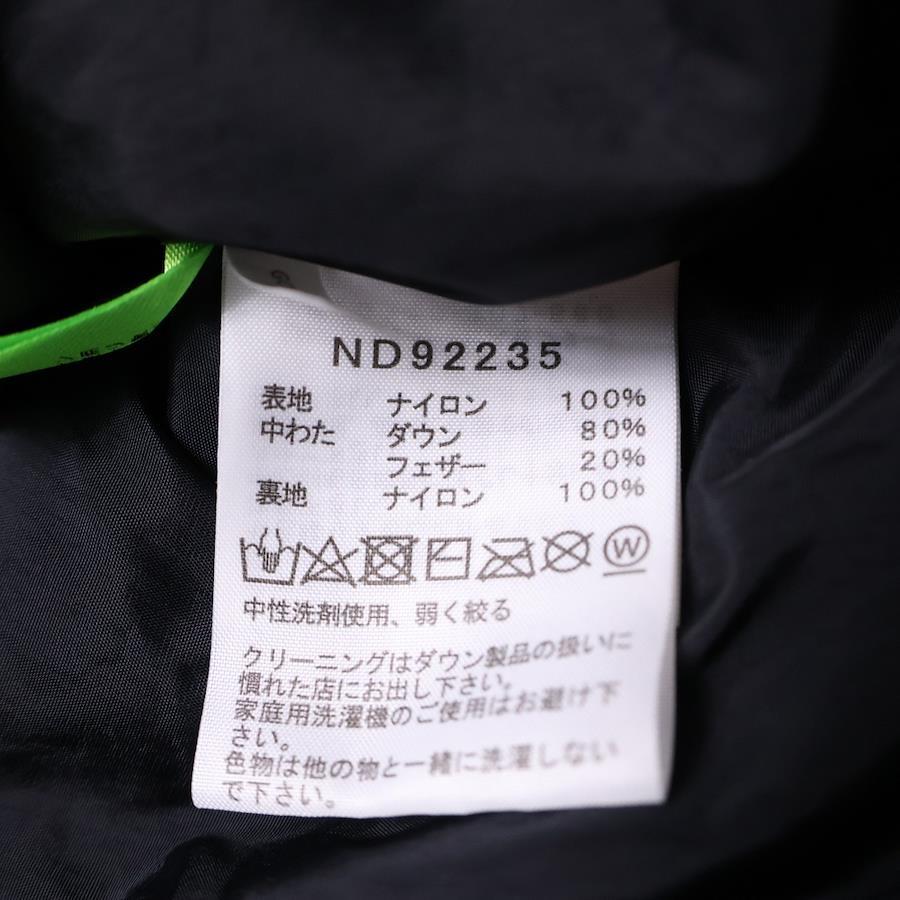 ND92235
表地 ナイロン 100%
中わた ダウン 80%
フェザー 20%
裏地 ナイロン 100%
W
中性洗剤使用、弱く絞る
クリーニングはダウン製品の扱いに
慣れた店にお出し下さい。
家庭用洗濯機のご使用はお避け下
さい。
色物は他の物と一緒に洗濯しない
で下さい。